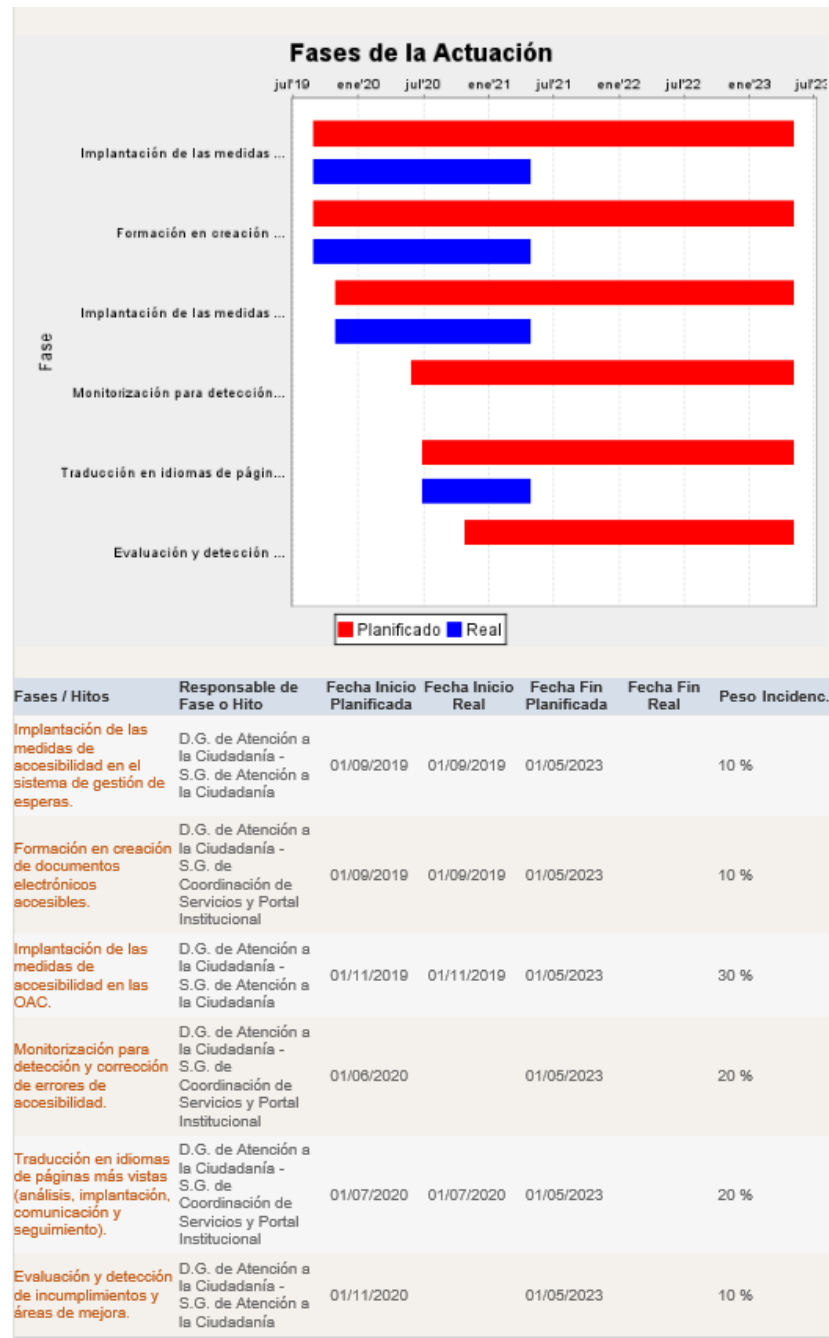 Fases de la Actuación
jul'19 ene'20 jul'20 ene'21 jul'21 ene'22 jul'22 ene'23 jul'23
Implantación de las medidas ...
Formación en creación ...
Implantación de las medidas ...
Fase
Monitorización para detección...
Traducción en idiomas de págin...
Evaluación y detección ...
Planificado Real
Fases / Hitos Responsable de Fecha Inicio Fecha Inicio Fecha Fin Fecha Fin Peso Incidenc.
Fase o Hito Planificada Real Planificada Real
Implantación de las
medidas de
accesibilidad en el
sistema de gestión de
esperas.
D.G. de Atención a
la Ciudadanía -
S.G. de Atención a
la Ciudadanía
01/09/2019 01/09/2019 01/05/2023 10 %
Formación en creación
de documentos
electrónicos
accesibles.
D.G. de Atención a
la Ciudadanía -
S.G. de
Coordinación de
Servicios y Portal
Institucional
01/09/2019 01/09/2019 01/05/2023 10 %
Implantación de las
medidas de
accesibilidad en las
OAC.
D.G. de Atención a
la Ciudadanía -
S.G. de Atención a
la Ciudadanía
01/11/2019 01/11/2019 01/05/2023 30 %
Monitorización para
detección y corrección
de errores de
accesibilidad.
D.G. de Atención a
la Ciudadanía -
S.G. de
Coordinación de
Servicios y Portal
Institucional
01/06/2020 01/05/2023 20 %
Traducción en idiomas
de páginas más vistas
(análisis, implantación,
comunicación y
seguimiento).
D.G. de Atención a
la Ciudadanía -
S.G. de
Coordinación de
Servicios y Portal
Institucional
01/07/2020 01/07/2020 01/05/2023 20 %
Evaluación y detección
de incumplimientos y
áreas de mejora.
D.G. de Atención a
la Ciudadanía -
S.G. de Atención a
la Ciudadanía
01/11/2020 01/05/2023 10 %